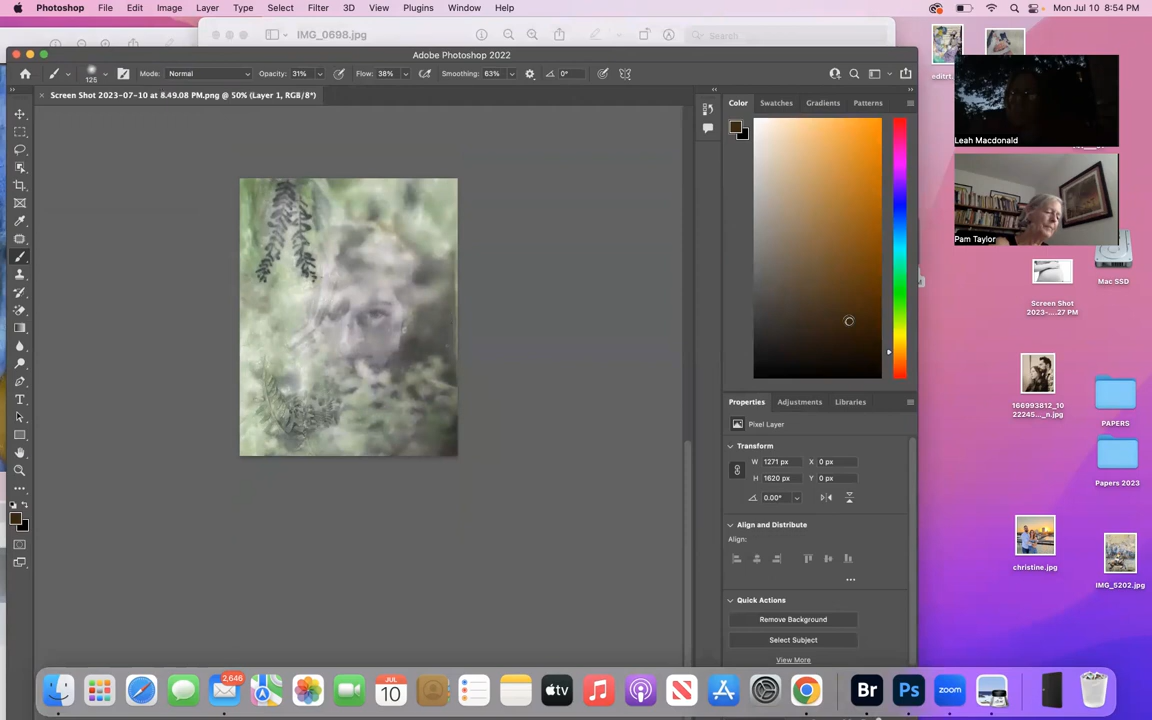 Photoshop File Edit Image Layer Type Select Filter 3D View Plugins Window Help
Mon Jul 10 8:54 PM
IMG_0698.jpg
Search
Adobe Photoshop 2022
125 Mode: Normal Opacity: 31% Flow: 38% Smoothing: 63% 0°
× Screen Shot 2023-07-10 at 8.49.08 PM.png @ 50% (Layer 1, RGB/8*)
Color Swatches Gradients Patterns
Properties Adjustments Libraries
Pixel Layer
Transform
W 1271 px X 0 px
H 1620 px Y 0 px
0.00°
Align and Distribute
Align:
Quick Actions
Remove Background
Select Subject
View More
editrt.
Leah Macdonald
Pam Taylor
Mac SSD
Screen Shot
2023-....27 PM
166993812_10
22245..._n.jpg
PAPERS
Papers 2023
christine.jpg
IMG_5202.jpg
2,646
JUL
10
tv
Br
Ps
zoom